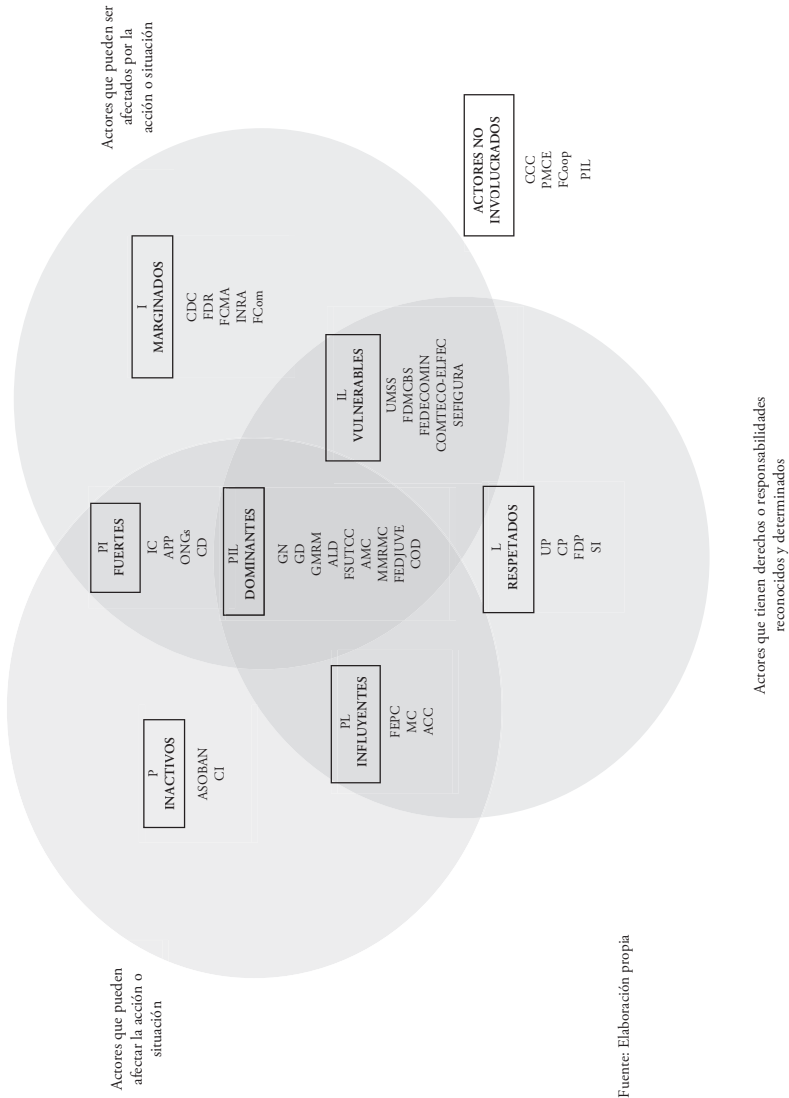 Actores que pueden
afectar la acción o
situación
Actores que pueden ser
afectados por la
acción o situación
P
INACTIVOS
ASOBAN
CI
PI
FUERTES
IC
APP
ONGs
CD
I
MARGINADOS
CDC
FDR
FCMA
INRA
FCom
PIL
DOMINANTES
GN
GD
GMRM
ALD
FSUTCC
AMC
MMRMC
FEDJUVE
COD
PL
INFLUYENTES
FEPC
MC
ACC
IL
VULNERABLES
UMSS
FDMCBS
FEDECOMIN
COMTECO-ELFEC
SEFIGURA
L
RESPETADOS
UP
CP
FDP
SI
ACTORES NO
INVOLUCRADOS
CCC
PMCE
FCoop
PIL
Fuente: Elaboración propia
Actores que tienen derechos o responsabilidades
reconocidos y determinados